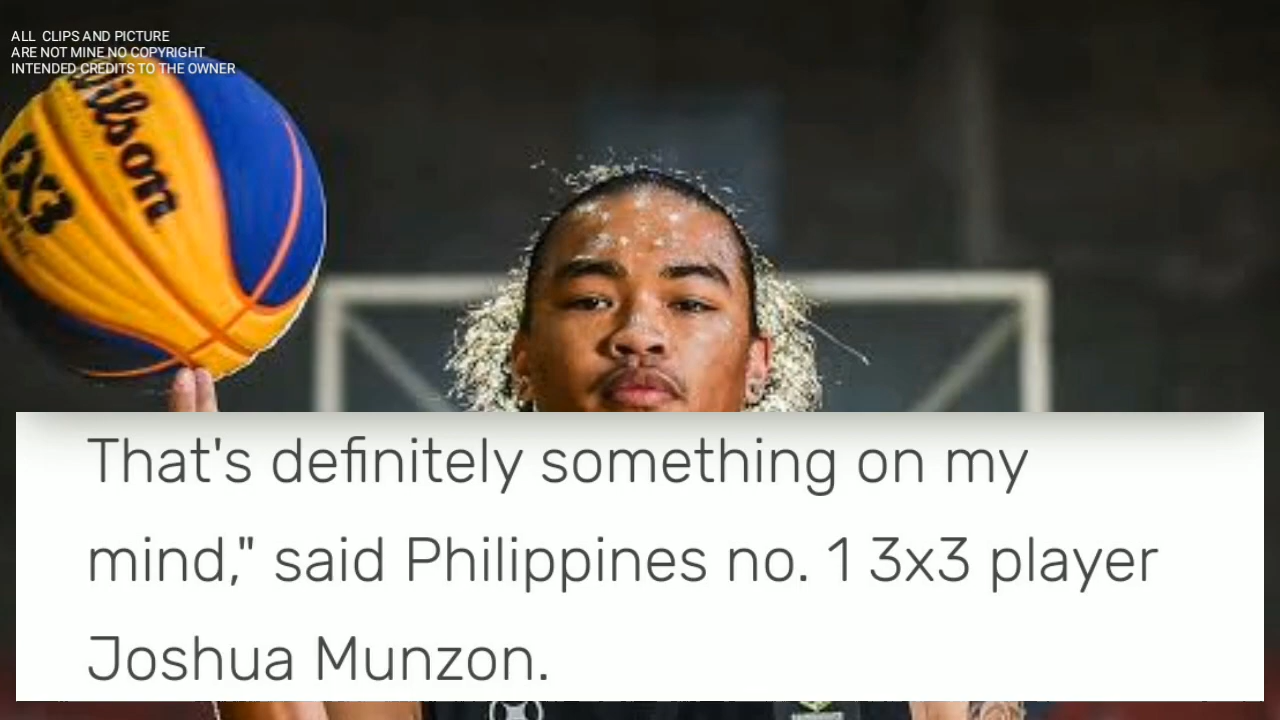 ALL CLIPS AND PICTURE
ARE NOT MINE NO COPYRIGHT
INTENDED CREDITS TO THE OWNER
Wilson
3X3
That's definitely something on my
mind," said Philippines no. 1 3x3 player
Joshua Munzon.